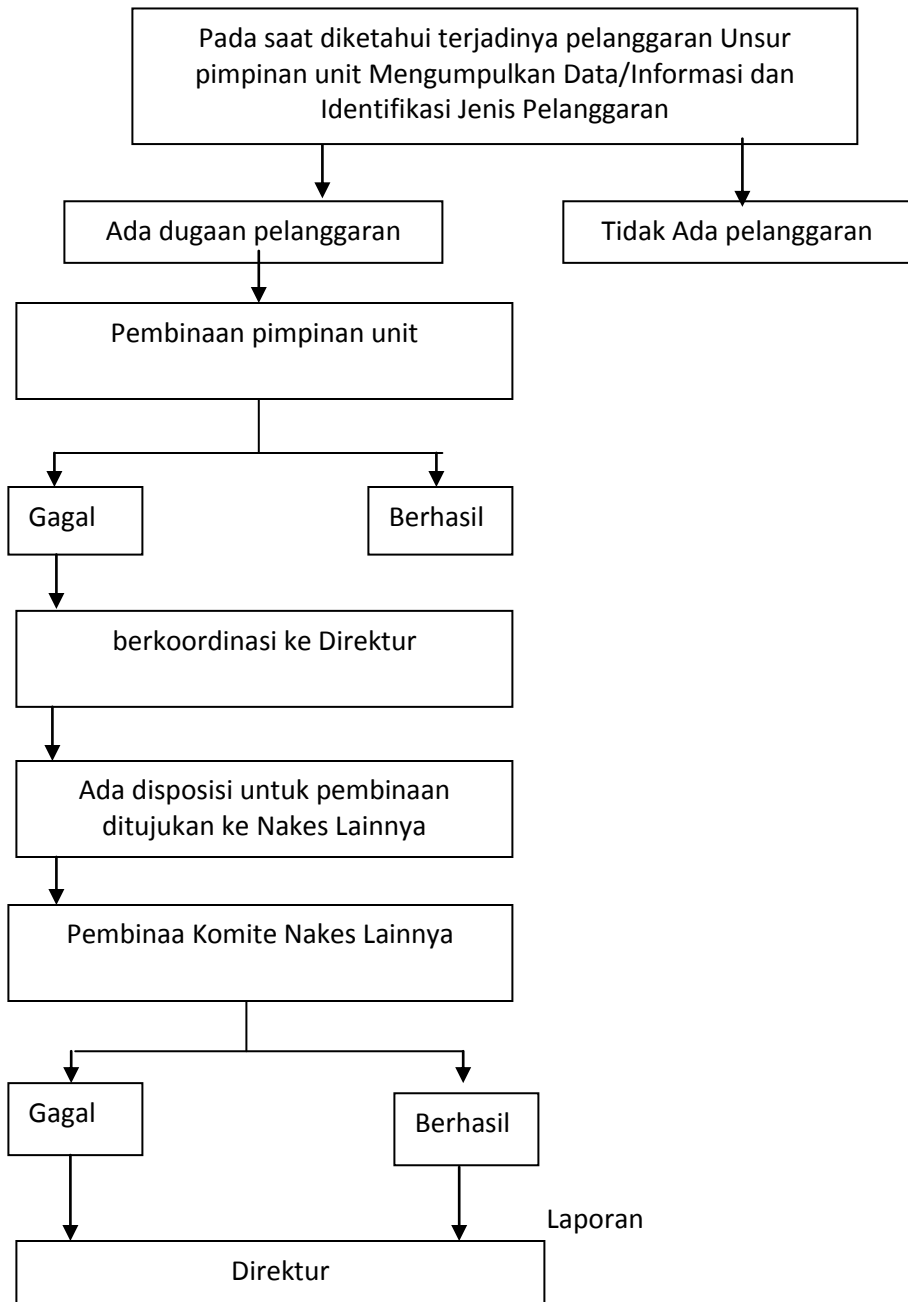 Pada saat diketahui terjadinya pelanggaran Unsur
pimpinan unit Mengumpulkan Data/Informasi dan
Identifikasi Jenis Pelanggaran
Ada dugaan pelanggaran
Tidak Ada pelanggaran
Pembinaan pimpinan unit
Gagal
Berhasil
berkoordinasi ke Direktur
Ada disposisi untuk pembinaan
ditujukan ke Nakes Lainnya
Pembinaa Komite Nakes Lainnya
Gagal
Berhasil
Laporan
Direktur